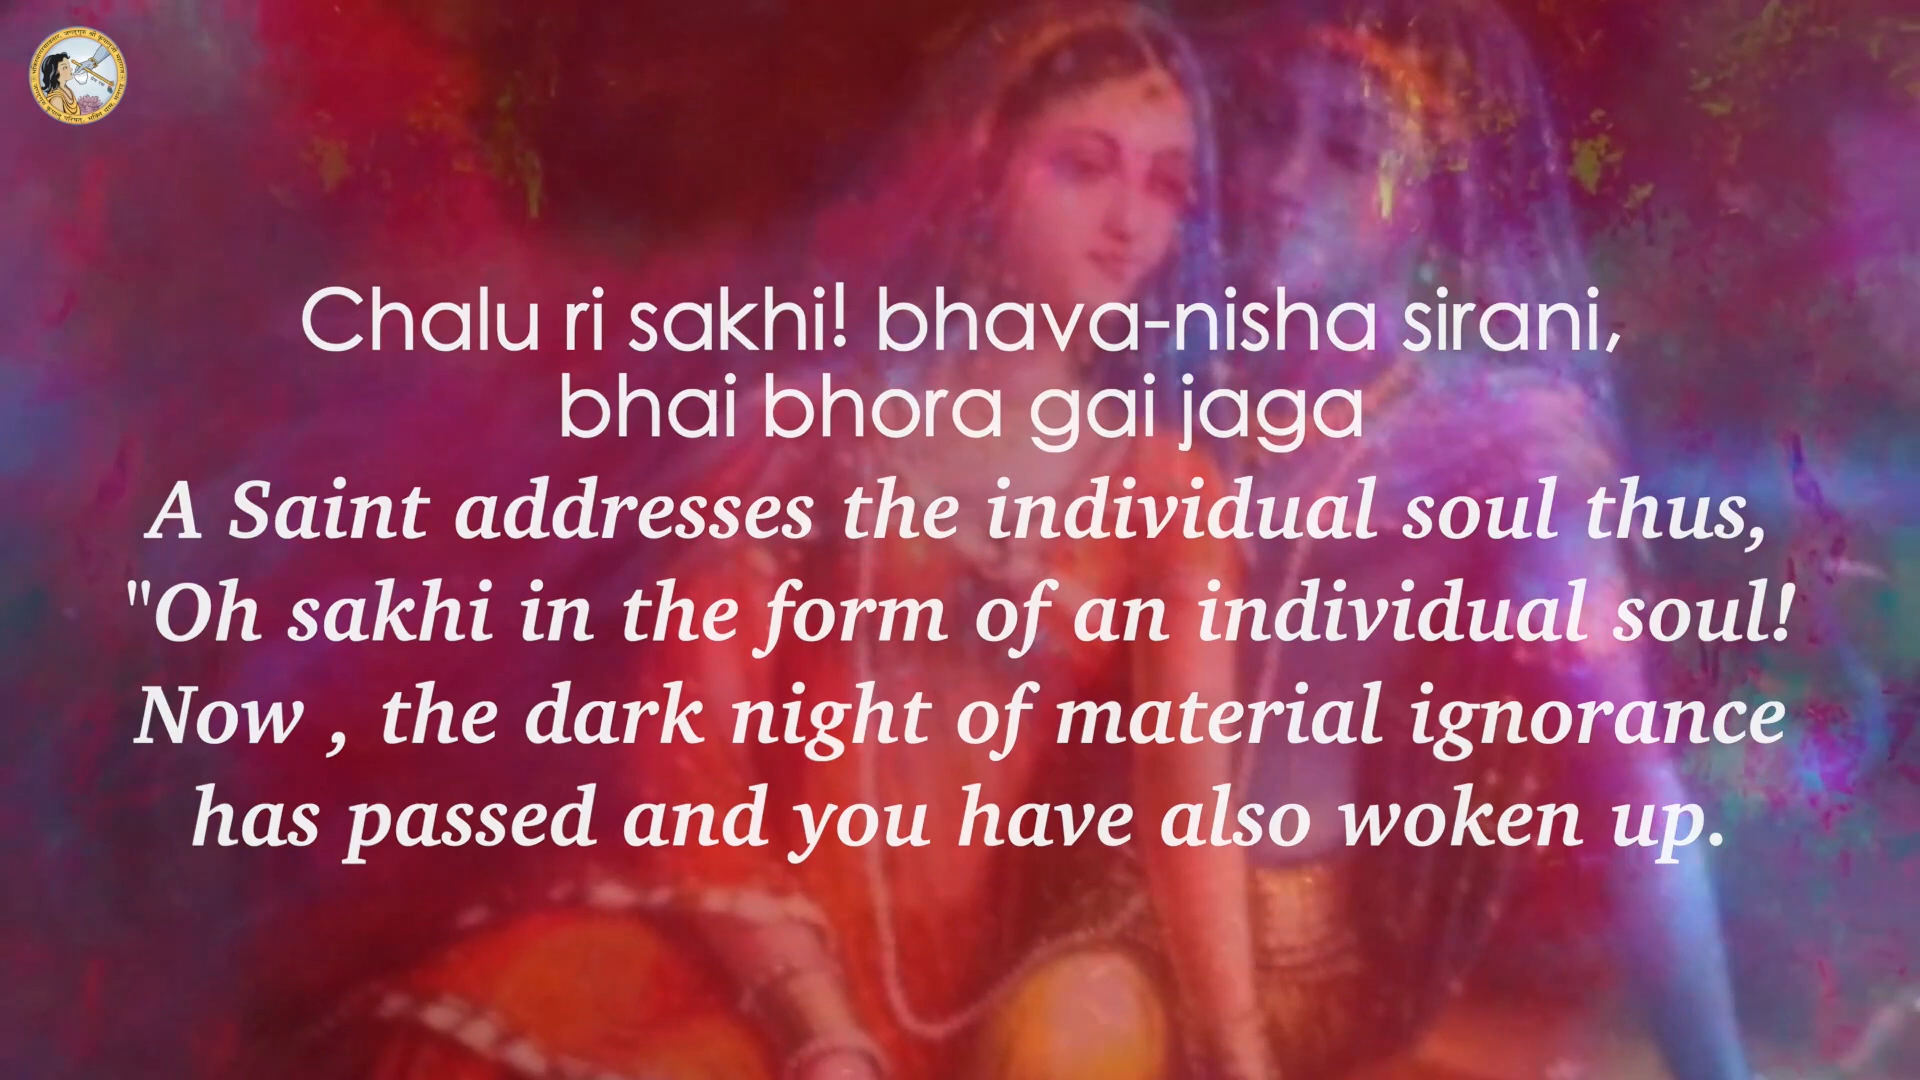 Chalu ri sakhi! bhava-nisha sirani,
bhai bhora gai jaga
A Saint addresses the individual soul thus,
"Oh sakhi in the form of an individual soul!
Now , the dark night of material ignorance
has passed and you have also woken up.